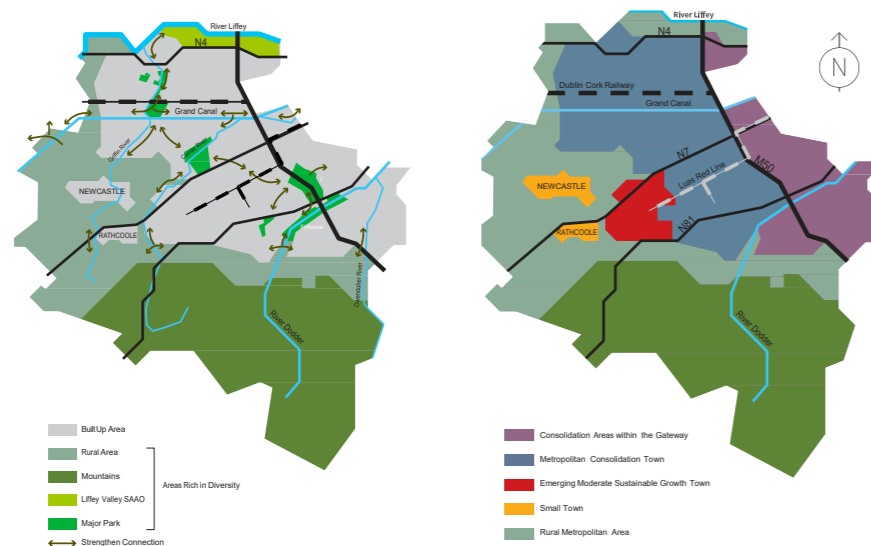 River Liffey
N4
Grand Canal
Griffin River
NEWCASTLE
RATHCOOLE
Owendoher River
River Dodder
Built Up Area
Rural Area
Mountains
Liffey Valley SAAO
Major Park
Areas Rich in Diversity
Strengthen Connection
River Liffey
N4
N
Dublin Cork Railway
Grand Canal
N7
M50
Luas Red Line
NEWCASTLE
RATHCOOLE
N81
River Dodder
Consolidation Areas within the Gateway
Metropolitan Consolidation Town
Emerging Moderate Sustainable Growth Town
Small Town
Rural Metropolitan Area